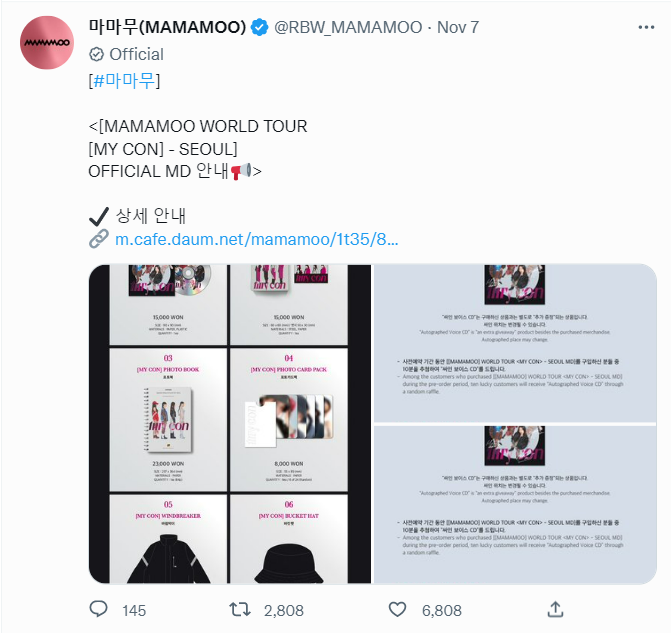 MAMAMOO
마마무(MAMAMOO) @RBW_MAMAMOO · Nov 7
Official
[#마마무]
<[MAMAMOO WORLD TOUR
[MY CON] - SEOUL]
OFFICIAL MD 안내📢>
✔ 상세 안내
🔗 m.cafe.daum.net/mamamoo/1t35/8...
my con
15,000 WON
my con
15,000 WON
03
[MY CON] PHOTO BOOK
포토북
my con
23,000 WON
04
[MY CON] PHOTO CARD PACK
포토카드팩
8,000 WON
05
[MY CON] WINDBREAKER
06
[MY CON] BUCKET HAT
버킷햇
my con
"싸인 보이스 CD"는 구매하신 상품과는 별도로 "추가 증정"되는 상품입니다.
싸인 위치는 변경될 수 있습니다.
"Autographed Voice CD" is "an extra giveaway" product besides the purchased merchandise.
Autographed place may change.
- 사전예약 기간 동안 [[MAMAMOO] WORLD TOUR <MY CON> - SEOUL MD]를 구입하신 분들 중
10분을 추첨하여 "싸인 보이스 CD"를 드립니다.
- Among the customers who purchased [[MAMAMOO] WORLD TOUR <MY CON> - SEOUL MD]
during the pre-order period, ten lucky customers will receive "Autographed Voice CD" through
a random raffle.
my con
"싸인 보이스 CD"는 구매하신 상품과는 별도로 "추가 증정"되는 상품입니다.
싸인 위치는 변경될 수 있습니다.
"Autographed Voice CD" is "an extra giveaway" product besides the purchased merchandise.
Autographed place may change.
- 사전예약 기간 동안 [[MAMAMOO] WORLD TOUR <MY CON> - SEOUL MD]를 구입하신 분들 중
10분을 추첨하여 "싸인 보이스 CD"를 드립니다.
- Among the customers who purchased [[MAMAMOO] WORLD TOUR <MY CON> - SEOUL MD]
during the pre-order period, ten lucky customers will receive "Autographed Voice CD" through
a random raffle.
145 2,808 6,808